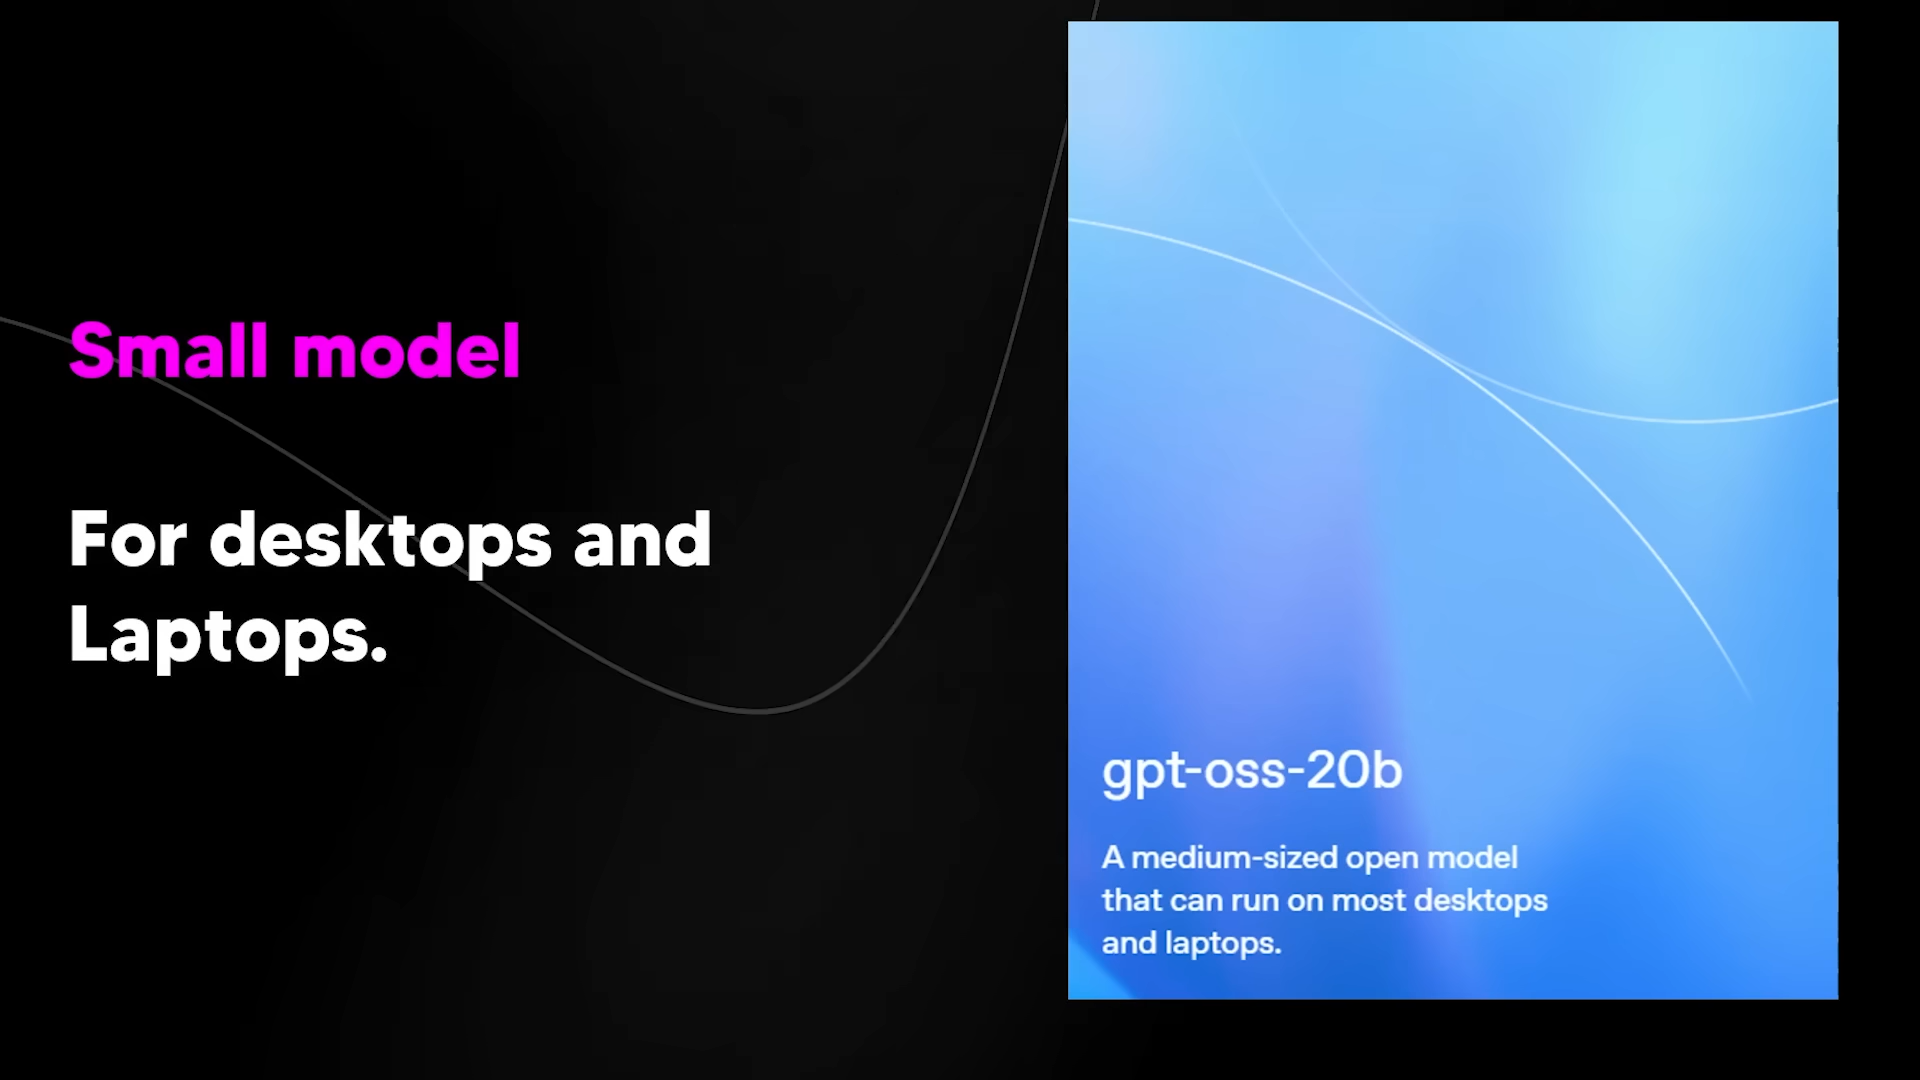 Small model
For desktops and
Laptops.
gpt-oss-20b
A medium-sized open model
that can run on most desktops
and laptops.